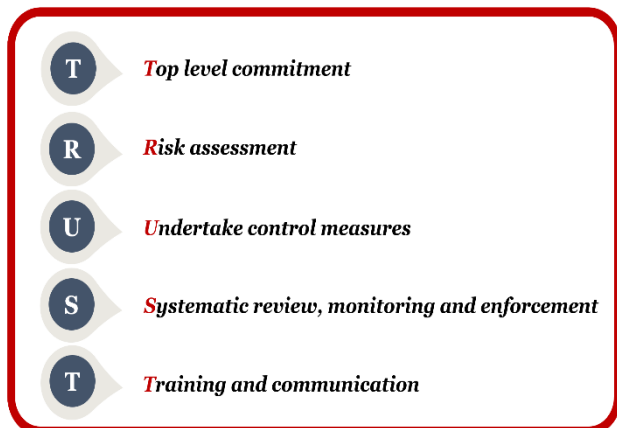 T Top level commitment
R Risk assessment
U Undertake control measures
S Systematic review, monitoring and enforcement
T Training and communication